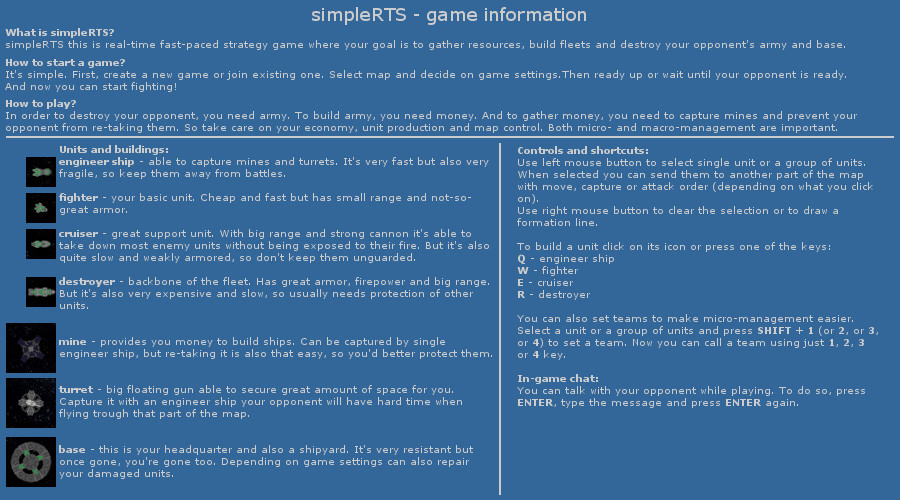 simpleRTS - game information
What is simpleRTS?
simpleRTS this is real-time fast-paced strategy game where your goal is to gather resources, build fleets and destroy your opponent's army and base.
How to start a game?
It's simple. First, create a new game or join existing one. Select map and decide on game settings.Then ready up or wait until your opponent is ready.
And now you can start fighting!
How to play?
In order to destroy your opponent, you need army. To build army, you need money. And to gather money, you need to capture mines and prevent your
opponent from re-taking them. So take care on your economy, unit production and map control. Both micro- and macro-management are important.
Units and buildings:
engineer ship - able to capture mines and turrets. It's very fast but also very
fragile, so keep them away from battles.
fighter - your basic unit. Cheap and fast but has small range and not-so-
great armor.
cruiser - great support unit. With big range and strong cannon it's able to
take down most enemy units without being exposed to their fire. But it's also
quite slow and weakly armored, so don't keep them unguarded.
destroyer - backbone of the fleet. Has great armor, firepower and big range.
But it's also very expensive and slow, so usually needs protection of other
units.
mine - provides you money to build ships. Can be captured by single
engineer ship, but re-taking it is also that easy, so you'd better protect them.
turret - big floating gun able to secure great amount of space for you.
Capture it with an engineer ship your opponent will have hard time when
flying trough that part of the map.
base - this is your headquarter and also a shipyard. It's very resistant but
once gone, you're gone too. Depending on game settings can also repair
your damaged units.
Controls and shortcuts:
Use left mouse button to select single unit or a group of units.
When selected you can send them to another part of the map
with move, capture or attack order (depending on what you click
on).
Use right mouse button to clear the selection or to draw a
formation line.
To build a unit click on its icon or press one of the keys:
Q - engineer ship
W - fighter
E - cruiser
R - destroyer
You can also set teams to make micro-management easier.
Select a unit or a group of units and press SHIFT + 1 (or 2, or 3,
or 4) to set a team. Now you can call a team using just 1, 2, 3
or 4 key.
In-game chat:
You can talk with your opponent while playing. To do so, press
ENTER, type the message and press ENTER again.